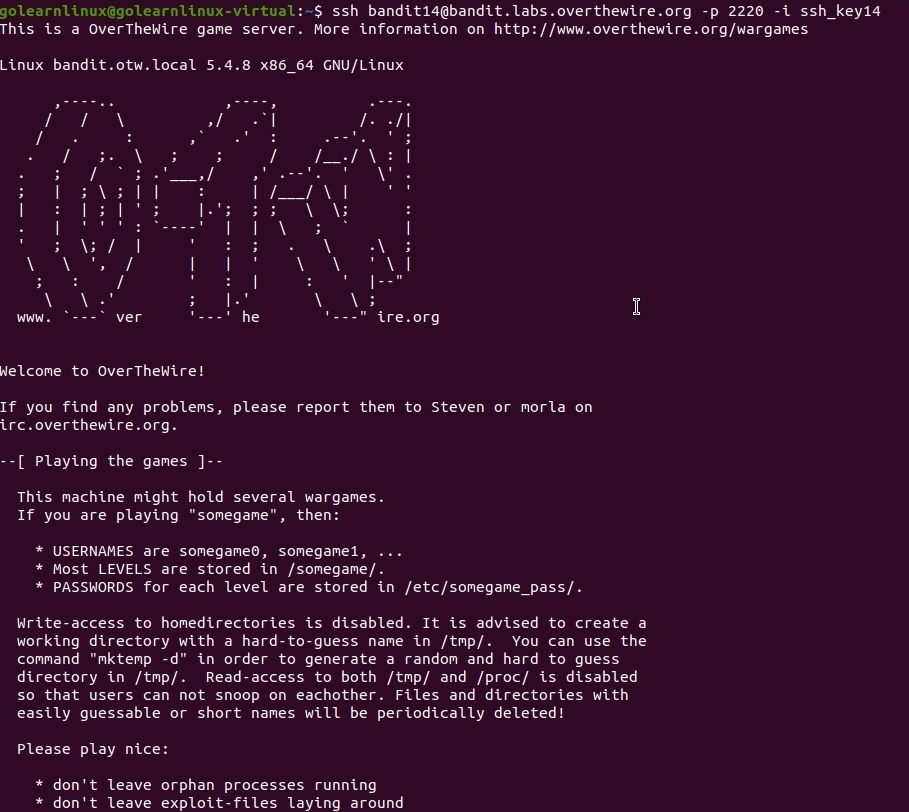 golearnlinux@golearnlinux-virtual:~$ ssh bandit14@bandit.labs.overthewire.org -p 2220 -i ssh_key14
This is a OverTheWire game server. More information on http://www.overthewire.org/wargames
Linux bandit.otw.local 5.4.8 x86_64 GNU/Linux
www. `---` ver '---' he '---" ire.org
Welcome to OverTheWire!
If you find any problems, please report them to Steven or morla on
irc.overthewire.org.
--[ Playing the games ]--
This machine might hold several wargames.
If you are playing "somegame", then:
* USERNAMES are somegame0, somegame1, ...
* Most LEVELS are stored in /somegame/.
* PASSWORDS for each level are stored in /etc/somegame_pass/.
Write-access to homedirectories is disabled. It is advised to create a
working directory with a hard-to-guess name in /tmp/. You can use the
command "mktemp -d" in order to generate a random and hard to guess
directory in /tmp/. Read-access to both /tmp/ and /proc/ is disabled
so that users can not snoop on eachother. Files and directories with
easily guessable or short names will be periodically deleted!
Please play nice:
* don't leave orphan processes running
* don't leave exploit-files laying around